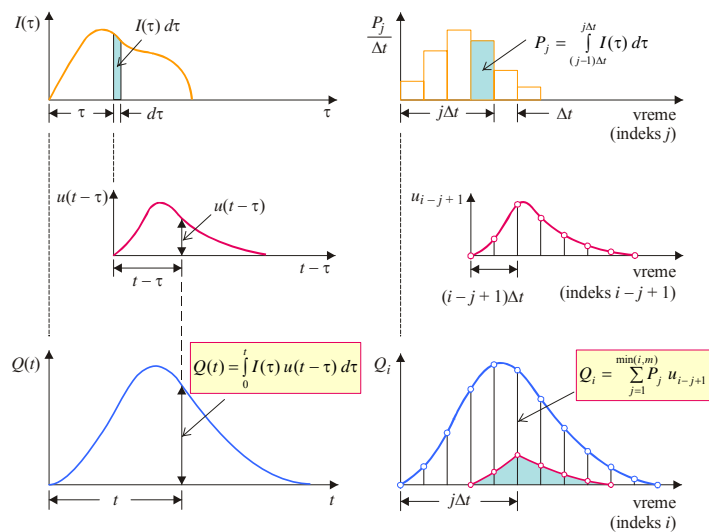 I(τ)
I(τ) dτ
τ
dτ
τ
P_j
Δt
P_j = ∫_{(j−1)Δt}^{jΔt} I(τ) dτ
jΔt
Δt
vreme
(indeks j)
u(t−τ)
u(t−τ)
t−τ
t−τ
u_{i−j+1}
(i−j+1)Δt
vreme
(indeks i−j+1)
Q(t)
Q(t) = ∫_0^t I(τ) u(t−τ) dτ
t
t
Q_i
Q_i = ∑_{j=1}^{min(i,m)} P_j u_{i−j+1}
jΔt
vreme
(indeks i)